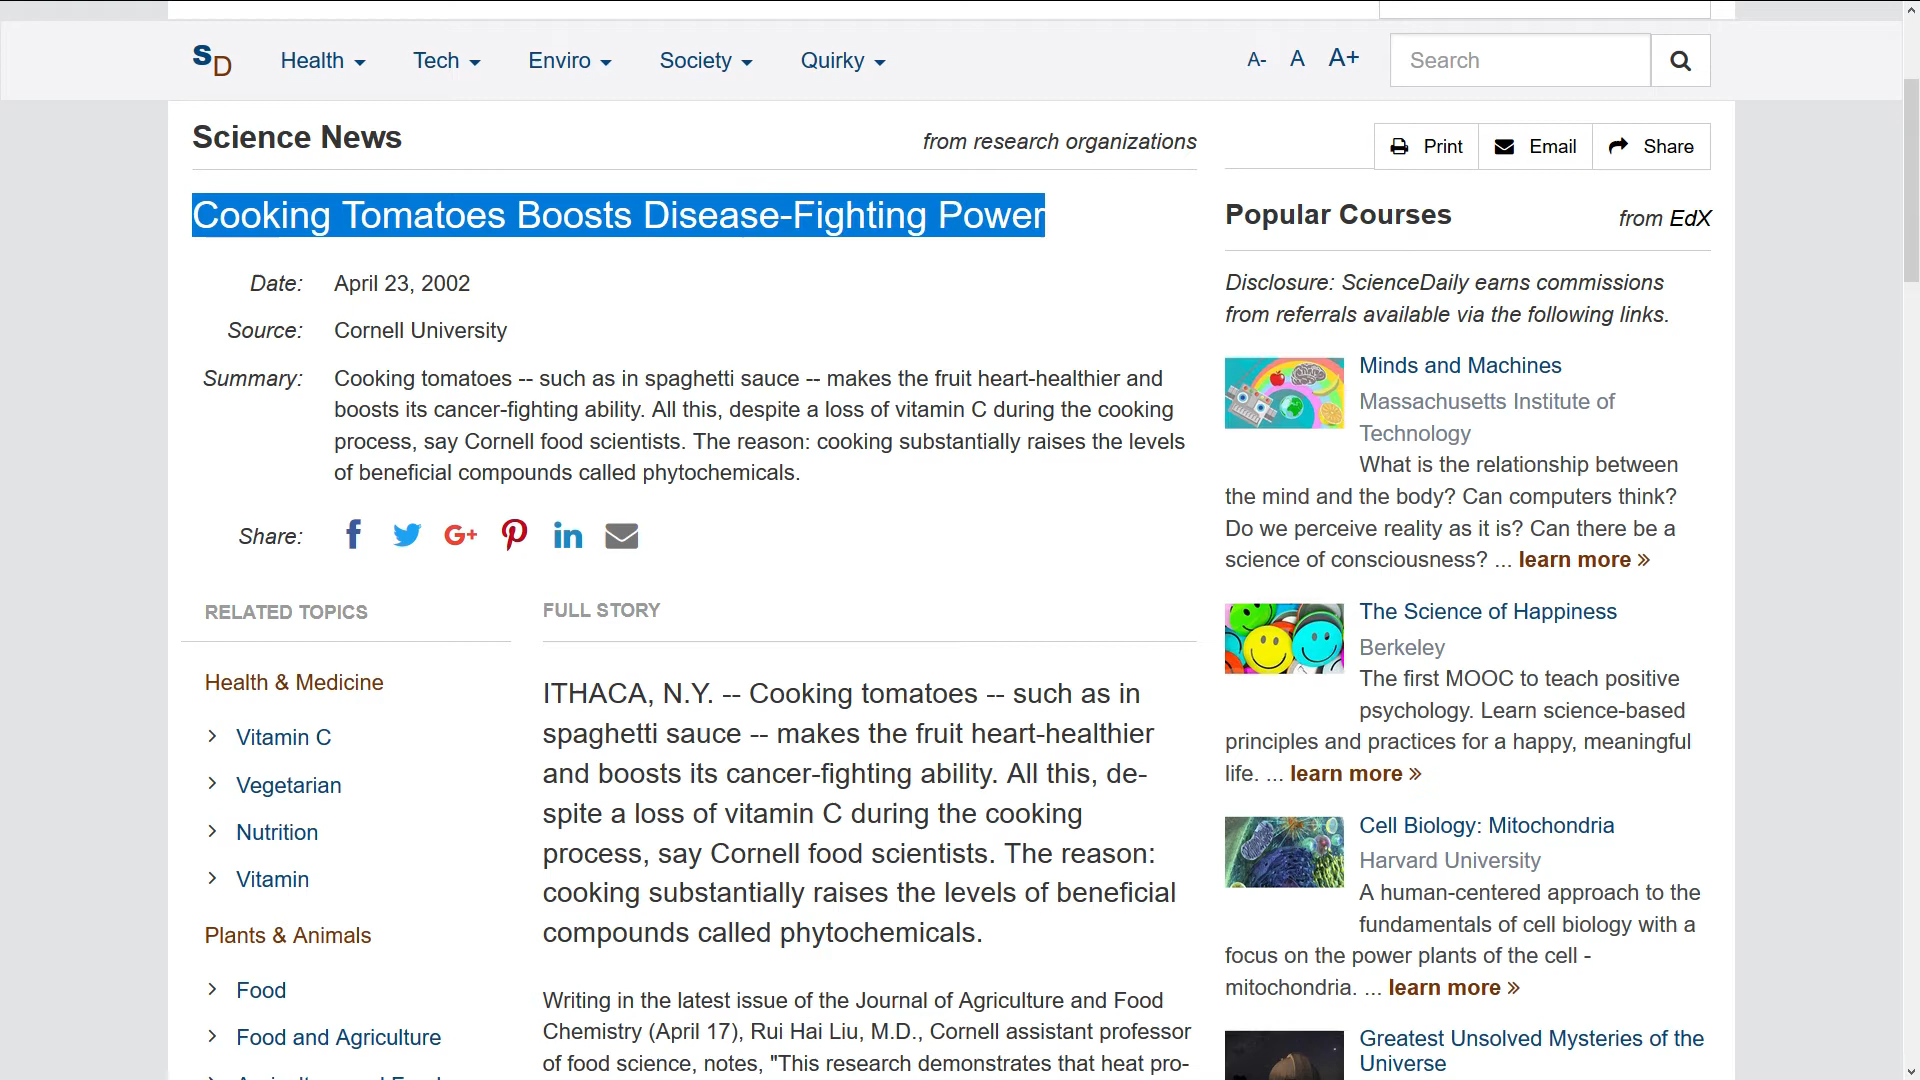 SD
Health
Tech
Enviro
Society
Quirky
A-
A
A+
Search
Science News
from research organizations
Print
Email
Share
Cooking Tomatoes Boosts Disease-Fighting Power
Date: April 23, 2002
Source: Cornell University
Summary: Cooking tomatoes -- such as in spaghetti sauce -- makes the fruit heart-healthier and
boosts its cancer-fighting ability. All this, despite a loss of vitamin C during the cooking
process, say Cornell food scientists. The reason: cooking substantially raises the levels
of beneficial compounds called phytochemicals.
Share: f G+ in
RELATED TOPICS
Health & Medicine
> Vitamin C
> Vegetarian
> Nutrition
> Vitamin
Plants & Animals
> Food
> Food and Agriculture
FULL STORY
ITHACA, N.Y. -- Cooking tomatoes -- such as in
spaghetti sauce -- makes the fruit heart-healthier
and boosts its cancer-fighting ability. All this, de-
spite a loss of vitamin C during the cooking
process, say Cornell food scientists. The reason:
cooking substantially raises the levels of beneficial
compounds called phytochemicals.
Writing in the latest issue of the Journal of Agriculture and Food
Chemistry (April 17), Rui Hai Liu, M.D., Cornell assistant professor
of food science, notes, "This research demonstrates that heat pro-
Popular Courses
from EdX
Disclosure: ScienceDaily earns commissions
from referrals available via the following links.
Minds and Machines
Massachusetts Institute of
Technology
What is the relationship between
the mind and the body? Can computers think?
Do we perceive reality as it is? Can there be a
science of consciousness? ... learn more »
The Science of Happiness
Berkeley
The first MOOC to teach positive
psychology. Learn science-based
principles and practices for a happy, meaningful
life. ... learn more »
Cell Biology: Mitochondria
Harvard University
A human-centered approach to the
fundamentals of cell biology with a
focus on the power plants of the cell -
mitochondria. ... learn more »
Greatest Unsolved Mysteries of the
Universe